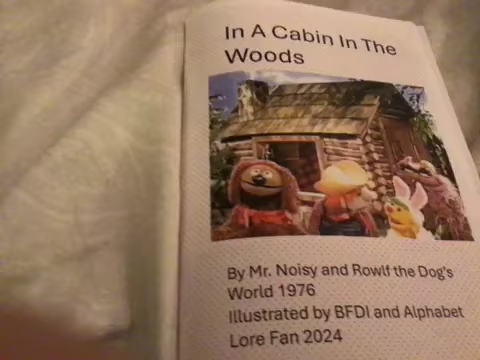 In A Cabin In The
Woods
By Mr. Noisy and Rowlf the Dog's
World 1976
Illustrated by BFDI and Alphabet
Lore Fan 2024